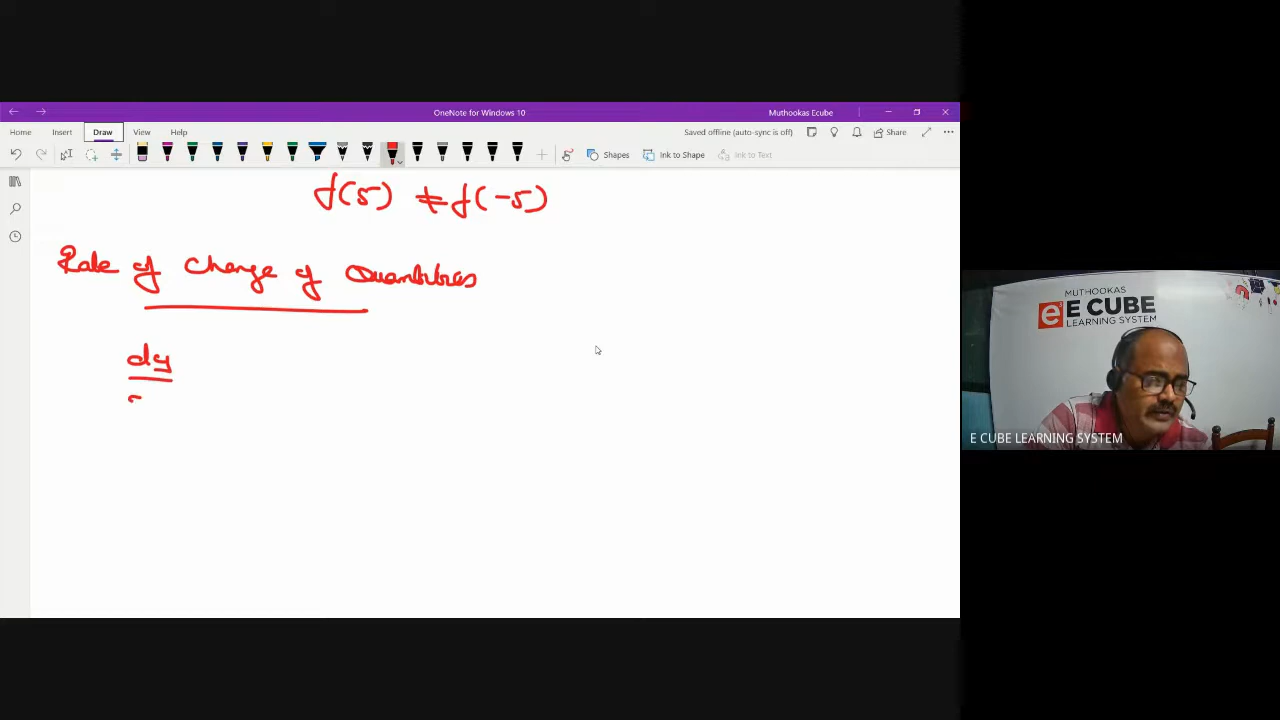 OneNote for Windows 10
Muthookas Ecube
Home Insert Draw View Help
Saved offline (auto-sync is off)
Share
Shapes
Ink to Shape
Ink to Text
f(5) ≠ f(-5)
Rate of Change of Quantities
dy
MUTHOOKAS
e3 E CUBE
LEARNING SYSTEM
E CUBE LEARNING SYSTEM